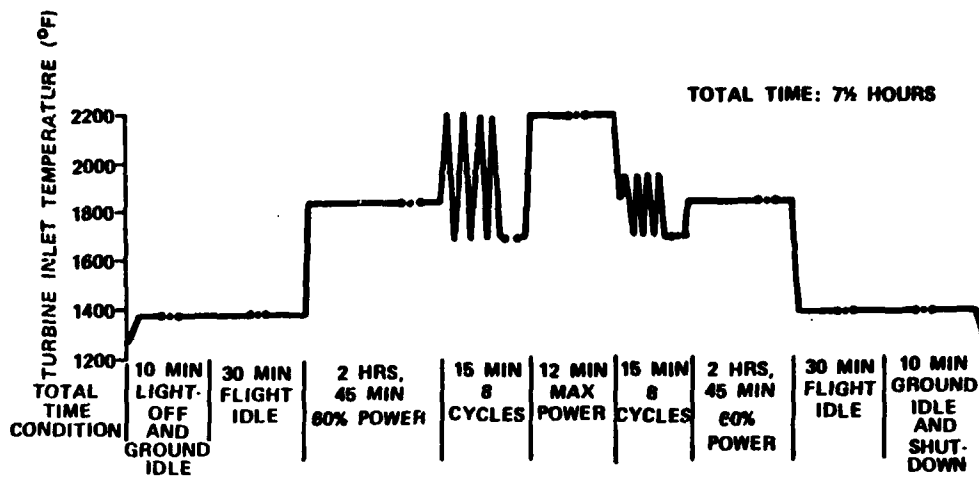 TURBINE INLET TEMPERATURE (°F)
TOTAL TIME: 7½ HOURS
2200
2000
1800
1600
1400
1200
TOTAL
TIME
CONDITION
10 MIN
LIGHT-
OFF
AND
GROUND
IDLE
30 MIN
FLIGHT
IDLE
2 HRS,
45 MIN
60% POWER
15 MIN
8
CYCLES
12 MIN
MAX
POWER
15 MIN
8
CYCLES
2 HRS,
45 MIN
60%
POWER
30 MIN
FLIGHT
IDLE
10 MIN
GROUND
IDLE
AND
SHUT-
DOWN